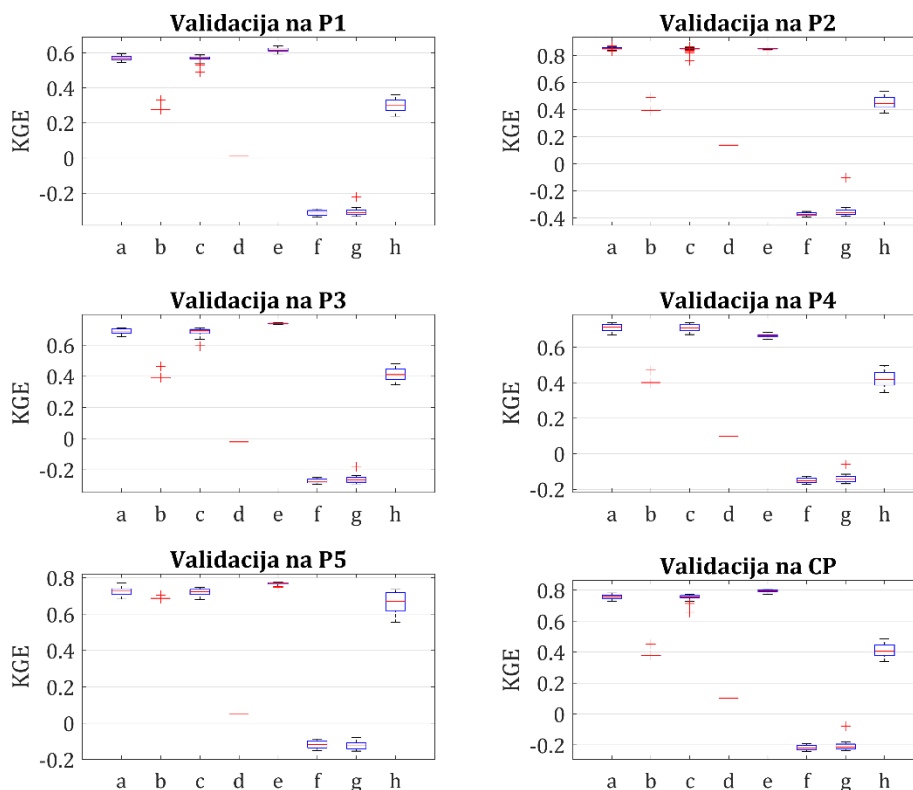 Validacija na P1
KGE
0.6
0.4
0.2
0
-0.2
a b c d e f g h
Validacija na P2
KGE
0.8
0.6
0.4
0.2
0
-0.2
-0.4
a b c d e f g h
Validacija na P3
KGE
0.6
0.4
0.2
0
-0.2
a b c d e f g h
Validacija na P4
KGE
0.6
0.4
0.2
0
-0.2
a b c d e f g h
Validacija na P5
KGE
0.8
0.6
0.4
0.2
0
-0.2
a b c d e f g h
Validacija na CP
KGE
0.8
0.6
0.4
0.2
0
-0.2
a b c d e f g h